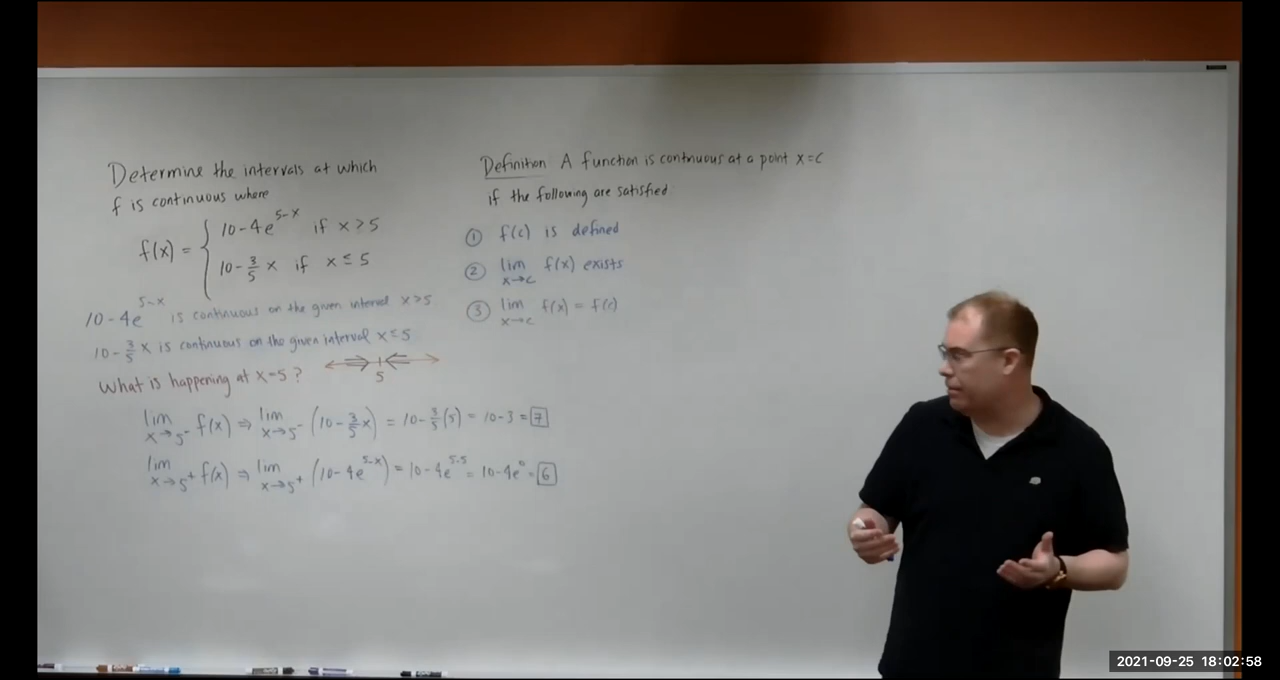 Determine the intervals at which
f is continuous where
f(x) = { 10-4e^{5-x} if x>5
10-3/5 x if x≤5
10-4e^{5-x} is continuous on the given interval x>5
10-3/5 x is continuous on the given interval x≤5
What is happening at x=5?
5
lim x→5⁻ f(x) ⇒ lim x→5⁻ (10-3/5x) = 10-3/5(5) = 10-3 = 7
lim x→5⁺ f(x) ⇒ lim x→5⁺ (10-4e^{5-x}) = 10-4e^{5-5} = 10-4e^0 = 6
Definition A function is continuous at a point x=c
if the following are satisfied:
① f(c) is defined
② lim x→c f(x) exists
③ lim x→c f(x) = f(c)
2021-09-25 18:02:58